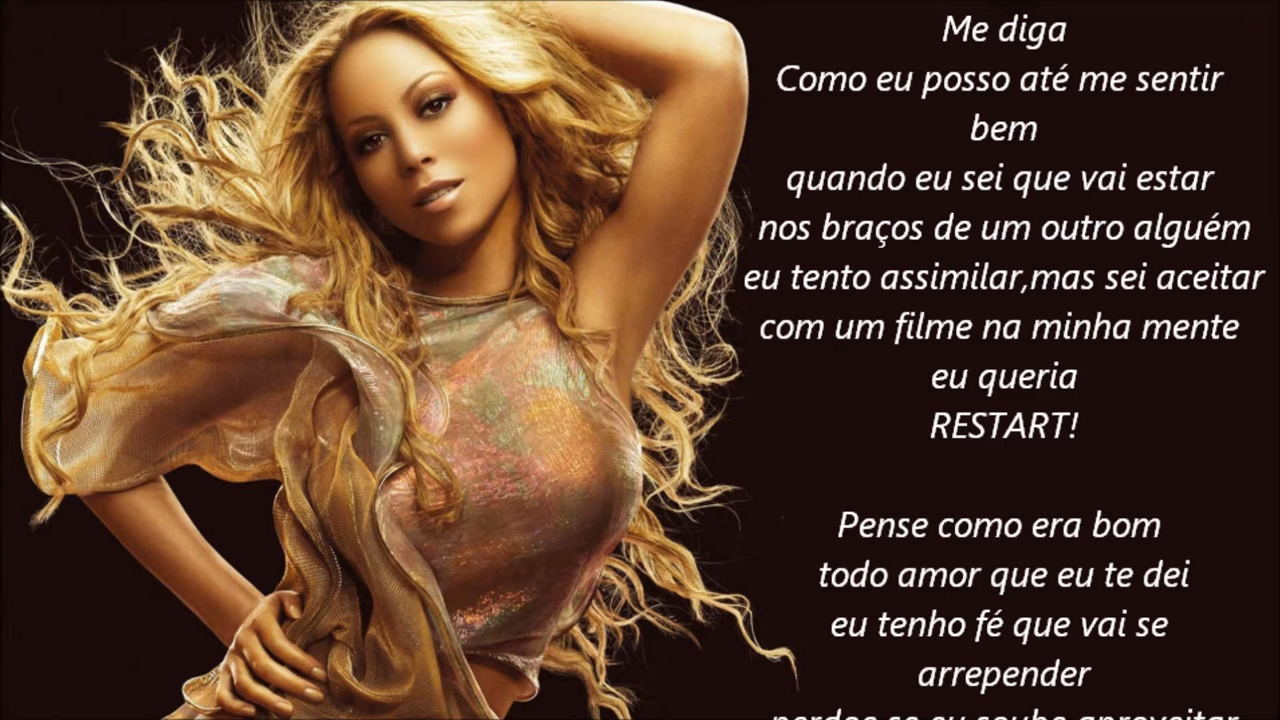 Me diga
Como eu posso até me sentir
bem
quando eu sei que vai estar
nos braços de um outro alguém
eu tento assimilar,mas sei aceitar
com um filme na minha mente
eu queria
RESTART!
Pense como era bom
todo amor que eu te dei
eu tenho fé que vai se
arrepender